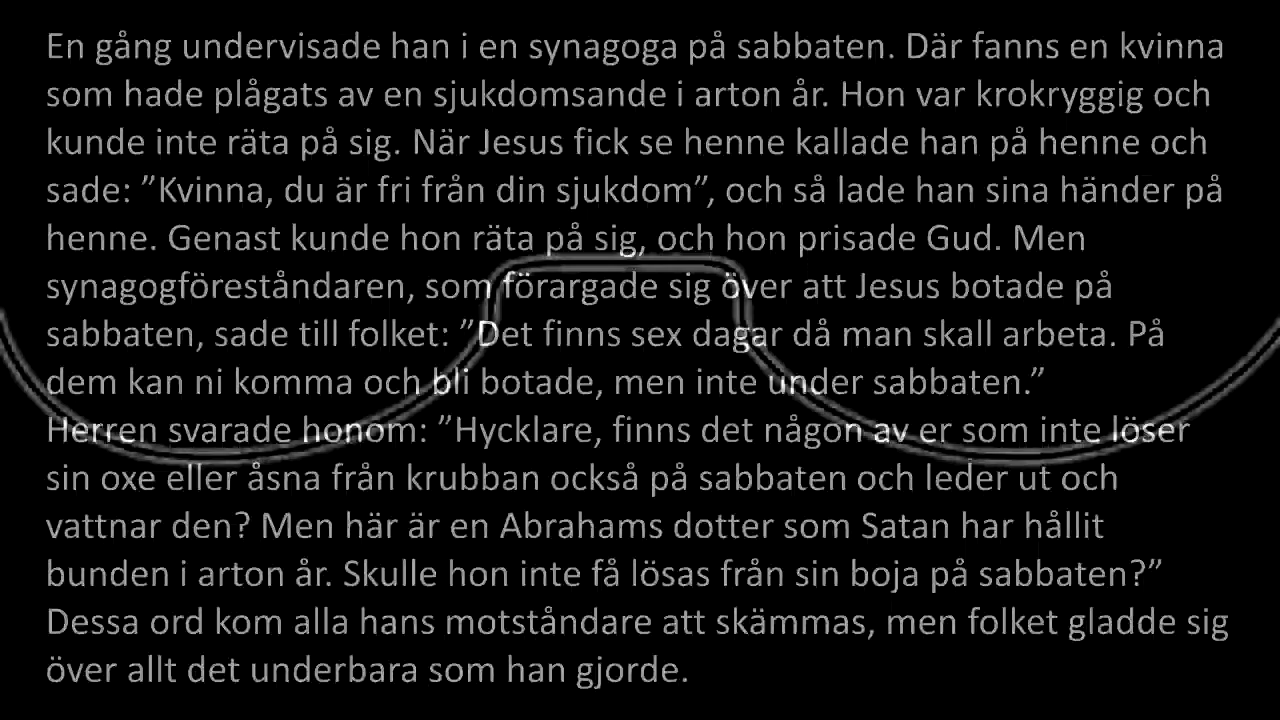 En gång undervisade han i en synagoga på sabbaten. Där fanns en kvinna
som hade plågats av en sjukdomsande i arton år. Hon var krokryggig och
kunde inte räta på sig. När Jesus fick se henne kallade han på henne och
sade: ”Kvinna, du är fri från din sjukdom”, och så lade han sina händer på
henne. Genast kunde hon räta på sig, och hon prisade Gud. Men
synagogföreståndaren, som förargade sig över att Jesus botade på
sabbaten, sade till folket: ”Det finns sex dagar då man skall arbeta. På
dem kan ni komma och bli botade, men inte under sabbaten.”
Herren svarade honom: ”Hycklare, finns det någon av er som inte löser
sin oxe eller åsna från krubban också på sabbaten och leder ut och
vattnar den? Men här är en Abrahams dotter som Satan har hållit
bunden i arton år. Skulle hon inte få lösas från sin boja på sabbaten?”
Dessa ord kom alla hans motståndare att skämmas, men folket gladde sig
över allt det underbara som han gjorde.